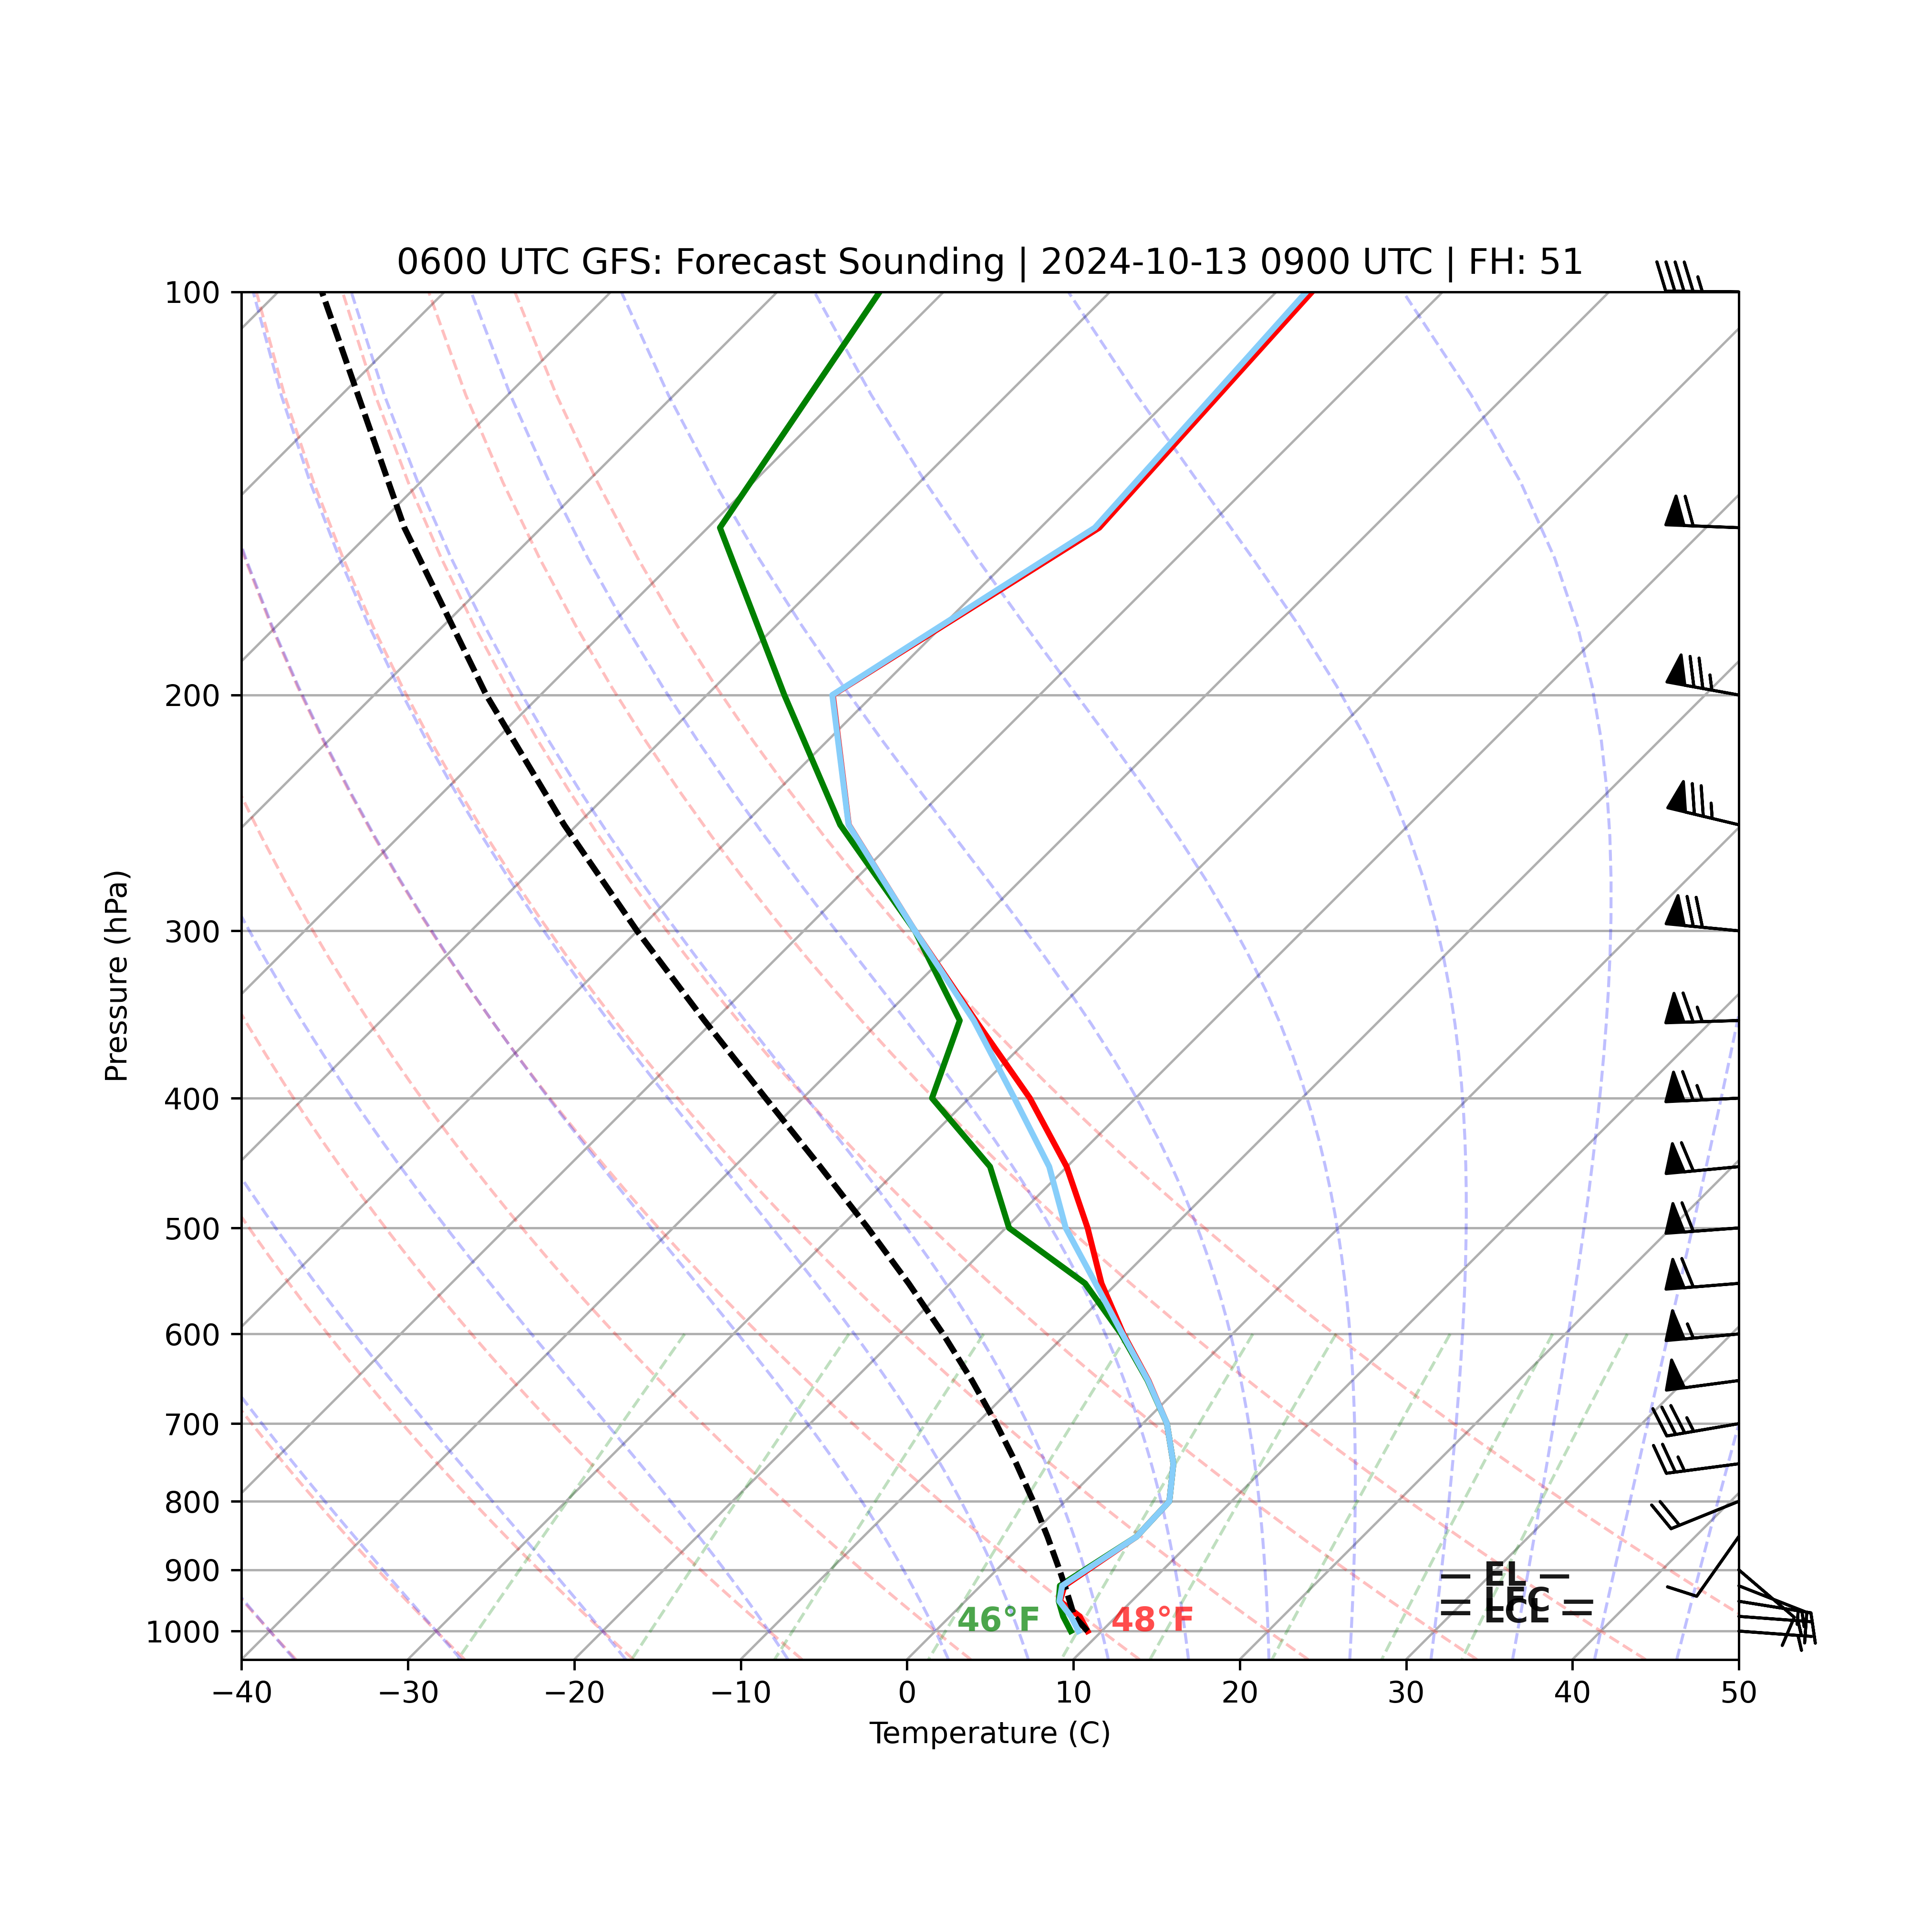 0600 UTC GFS: Forecast Sounding | 2024-10-13 0900 UTC | FH: 51
100
200
300
400
500
600
700
800
900
1000
Pressure (hPa)
— EL —
— LFC —
— LCL —
46°F 48°F
−40 −30 −20 −10 0 10 20 30 40 50
Temperature (C)